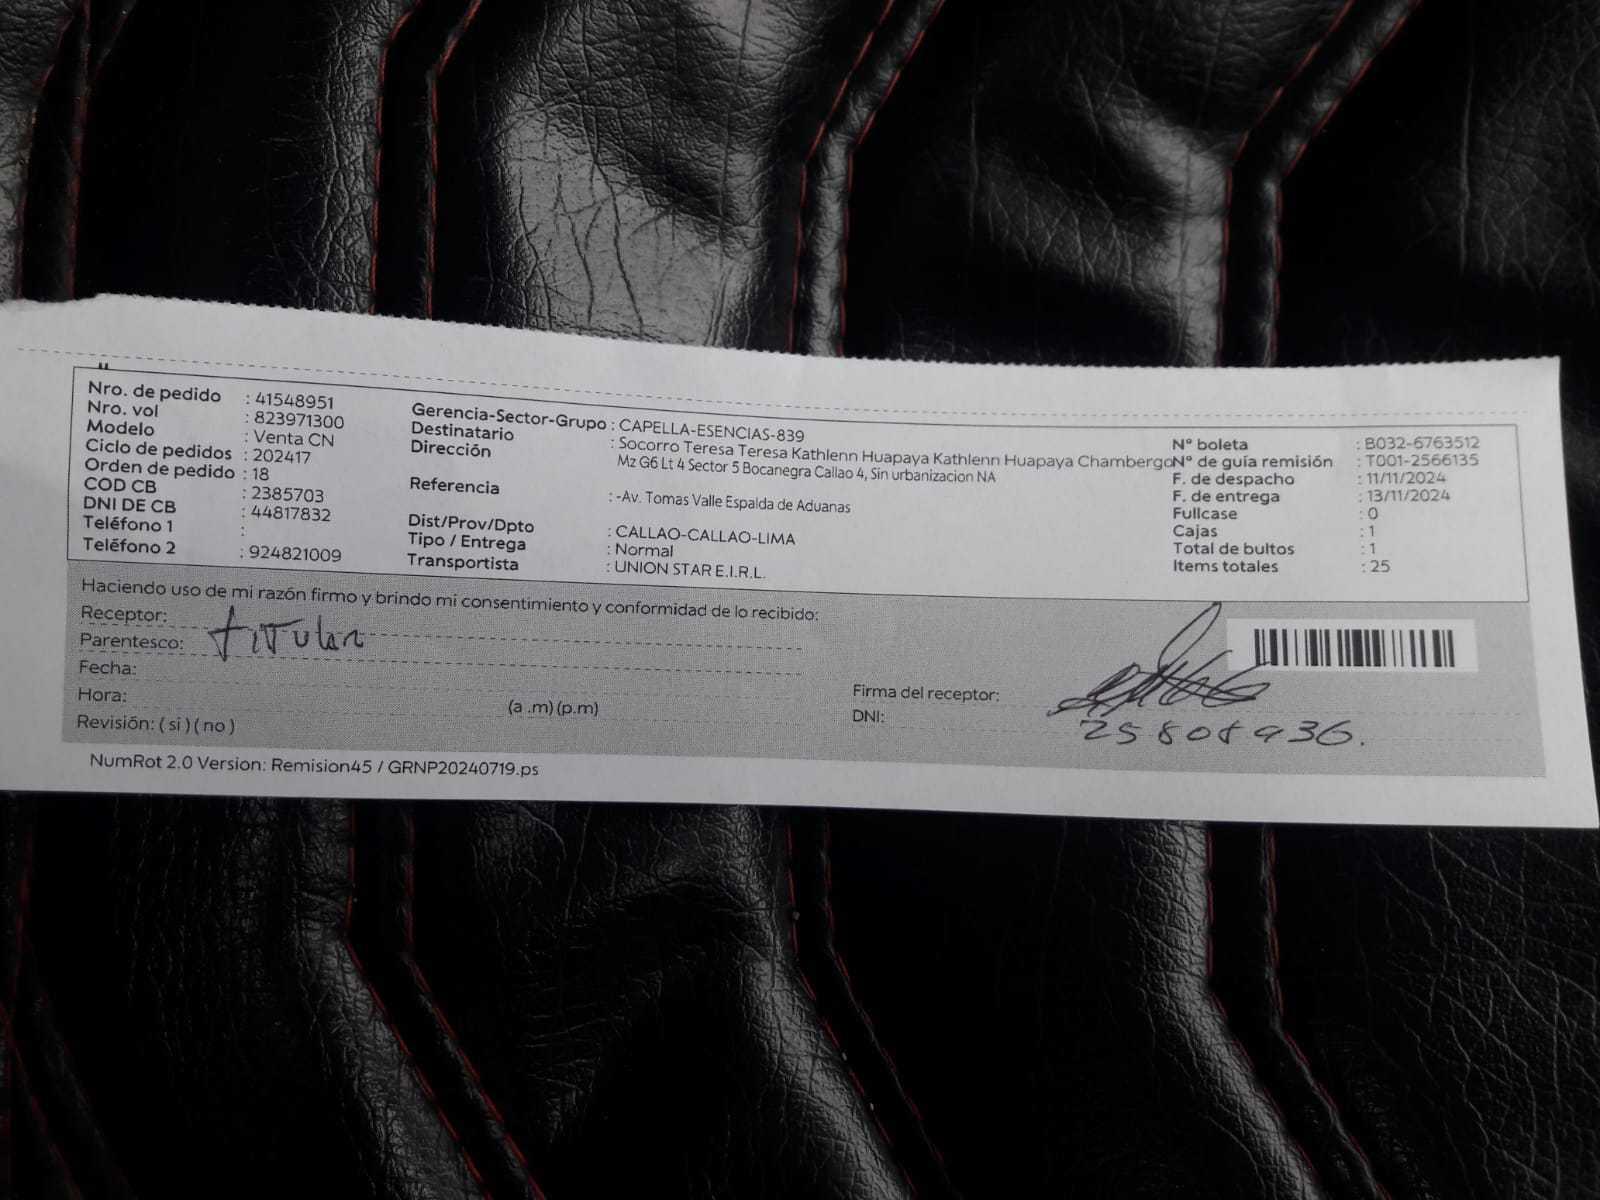 Nro. de pedido : 41548951
Nro. vol : 823971300
Modelo : Venta CN
Ciclo de pedidos : 202417
Orden de pedido : 18
COD CB : 2385703
DNI DE CB : 44817832
Teléfono 1 :
Teléfono 2 : 924821009
Gerencia-Sector-Grupo : CAPELLA-ESENCIAS-839
Destinatario : Socorro Teresa Teresa Kathlenn Huapaya Kathlenn Huapaya Chambergo
Dirección Mz G6 Lt 4 Sector 5 Bocanegra Callao 4, Sin urbanizacion NA
Referencia : -Av. Tomas Valle Espalda de Aduanas
Dist/Prov/Dpto : CALLAO-CALLAO-LIMA
Tipo / Entrega : Normal
Transportista : UNION STAR E.I.R.L.
N° boleta : B032-6763512
N° de guía remisión : T001-2566135
F. de despacho : 11/11/2024
F. de entrega : 13/11/2024
Fullcase : 0
Cajas : 1
Total de bultos : 1
Items totales : 25
Haciendo uso de mi razón firmo y brindo mi consentimiento y conformidad de lo recibido:
Receptor:
Parentesco: titular
Fecha:
Hora: (a .m) (p.m)
Revisión: ( si ) ( no )
Firma del receptor:
DNI: 25808936.
NumRot 2.0 Version: Remision45 / GRNP20240719.ps